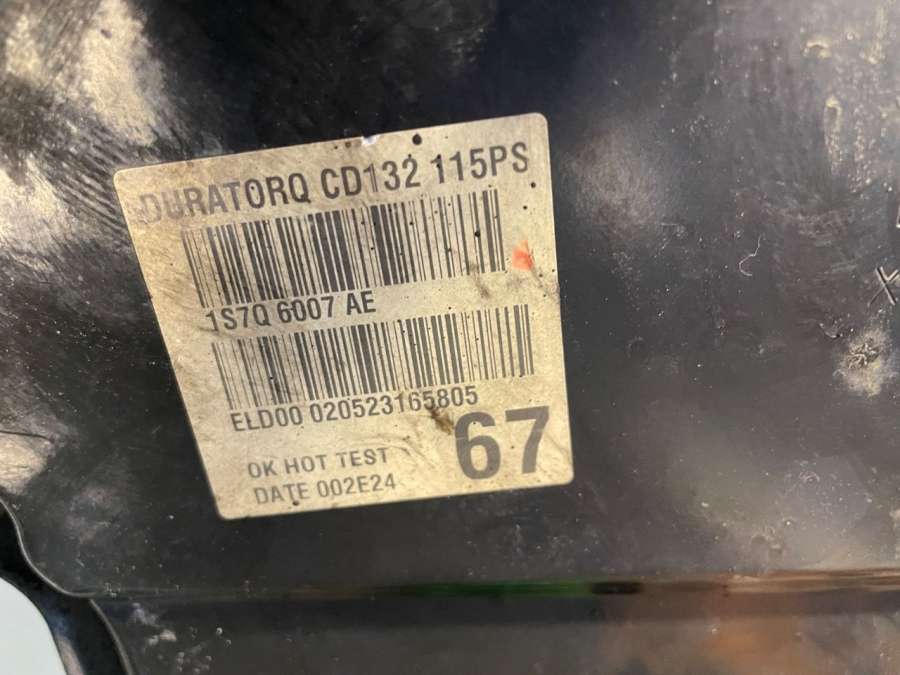 DURATORQ CD132 115PS
1S7Q 6007 AE
ELD00 020523165805
67
OK HOT TEST
DATE 002E24
X